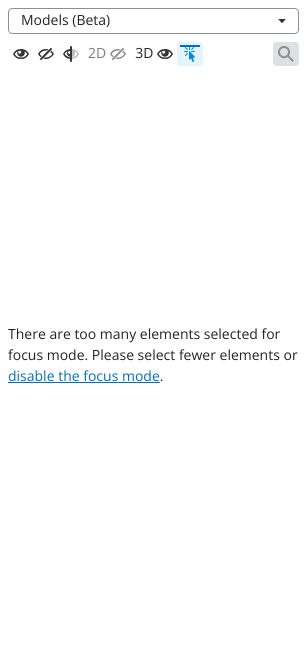 Models (Beta)
2D
3D
There are too many elements selected for
focus mode. Please select fewer elements or
disable the focus mode.